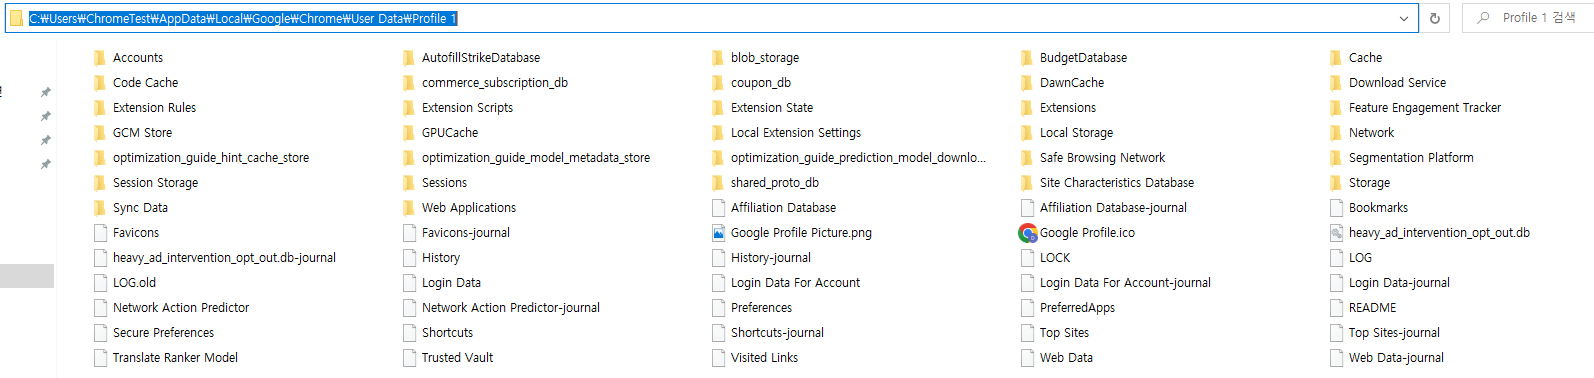 C:₩Users₩ChromeTest₩AppData₩Local₩Google₩Chrome₩User Data₩Profile 1
Profile 1 검색
Accounts AutofillStrikeDatabase blob_storage BudgetDatabase Cache
Code Cache commerce_subscription_db coupon_db DawnCache Download Service
Extension Rules Extension Scripts Extension State Extensions Feature Engagement Tracker
GCM Store GPUCache Local Extension Settings Local Storage Network
optimization_guide_hint_cache_store optimization_guide_model_metadata_store optimization_guide_prediction_model_downlo... Safe Browsing Network Segmentation Platform
Session Storage Sessions shared_proto_db Site Characteristics Database Storage
Sync Data Web Applications Affiliation Database Affiliation Database-journal Bookmarks
Favicons Favicons-journal Google Profile Picture.png Google Profile.ico heavy_ad_intervention_opt_out.db
heavy_ad_intervention_opt_out.db-journal History History-journal LOCK LOG
LOG.old Login Data Login Data For Account Login Data For Account-journal Login Data-journal
Network Action Predictor Network Action Predictor-journal Preferences PreferredApps README
Secure Preferences Shortcuts Shortcuts-journal Top Sites Top Sites-journal
Translate Ranker Model Trusted Vault Visited Links Web Data Web Data-journal